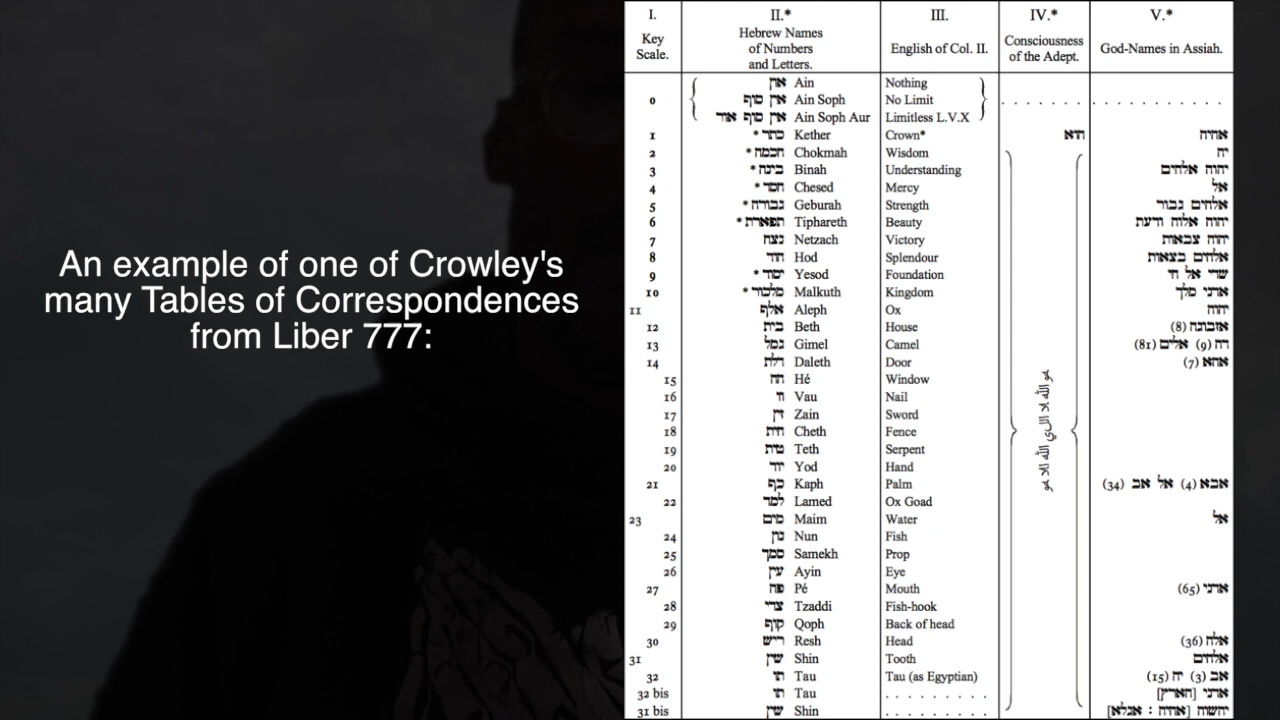 An example of one of Crowley's
many Tables of Correspondences
from Liber 777:
I. II.* III. IV.* V.*
Key Scale. Hebrew Names of Numbers and Letters. English of Col. II. Consciousness of the Adept. God-Names in Assiah.
0 אין Ain Nothing
אין סוף Ain Soph No Limit
אין סוף אור Ain Soph Aur Limitless L.V.X
1 כתר * Kether Crown* הוא אהיה
2 חכמה * Chokmah Wisdom יה
3 בינה * Binah Understanding יהוה אלהים
4 חסד * Chesed Mercy אל
5 גבורה * Geburah Strength אלהים גבור
6 תפארת * Tiphareth Beauty יהוה אלוה ודעת
7 נצח Netzach Victory יהוה צבאות
8 הוד Hod Splendour אלהים צבאות
9 יסוד * Yesod Foundation שדי אל חי
10 מלכות * Malkuth Kingdom אדני מלך
11 אלף Aleph Ox יהוה
12 בית Beth House (8)
13 גמל Gimel Camel (9) אלים (81)
14 דלת Daleth Door אהא (7)
15 הה Hé Window
16 וו Vau Nail
17 זין Zain Sword
18 חית Cheth Fence
19 טית Teth Serpent
20 יוד Yod Hand
21 כף Kaph Palm אבא (4) אל אב (34)
22 למד Lamed Ox Goad
23 מים Maim Water אל
24 נון Nun Fish
25 סמך Samekh Prop
26 עין Ayin Eye
27 פה Pé Mouth אדני (65)
28 צדי Tzaddi Fish-hook
29 קוף Qoph Back of head
30 ריש Resh Head אלה (36)
31 שין Shin Tooth אלהים
32 תו Tau Tau (as Egyptian) אב (3) יה (15)
32 bis תו Tau אדני [הארץ]
31 bis שין Shin יהשוה [אהיה : אגלא]